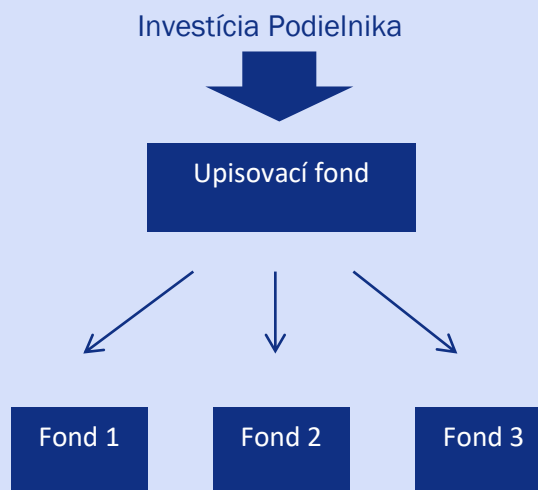 Investícia Podielnika
Upisovací fond
Fond 1
Fond 2
Fond 3